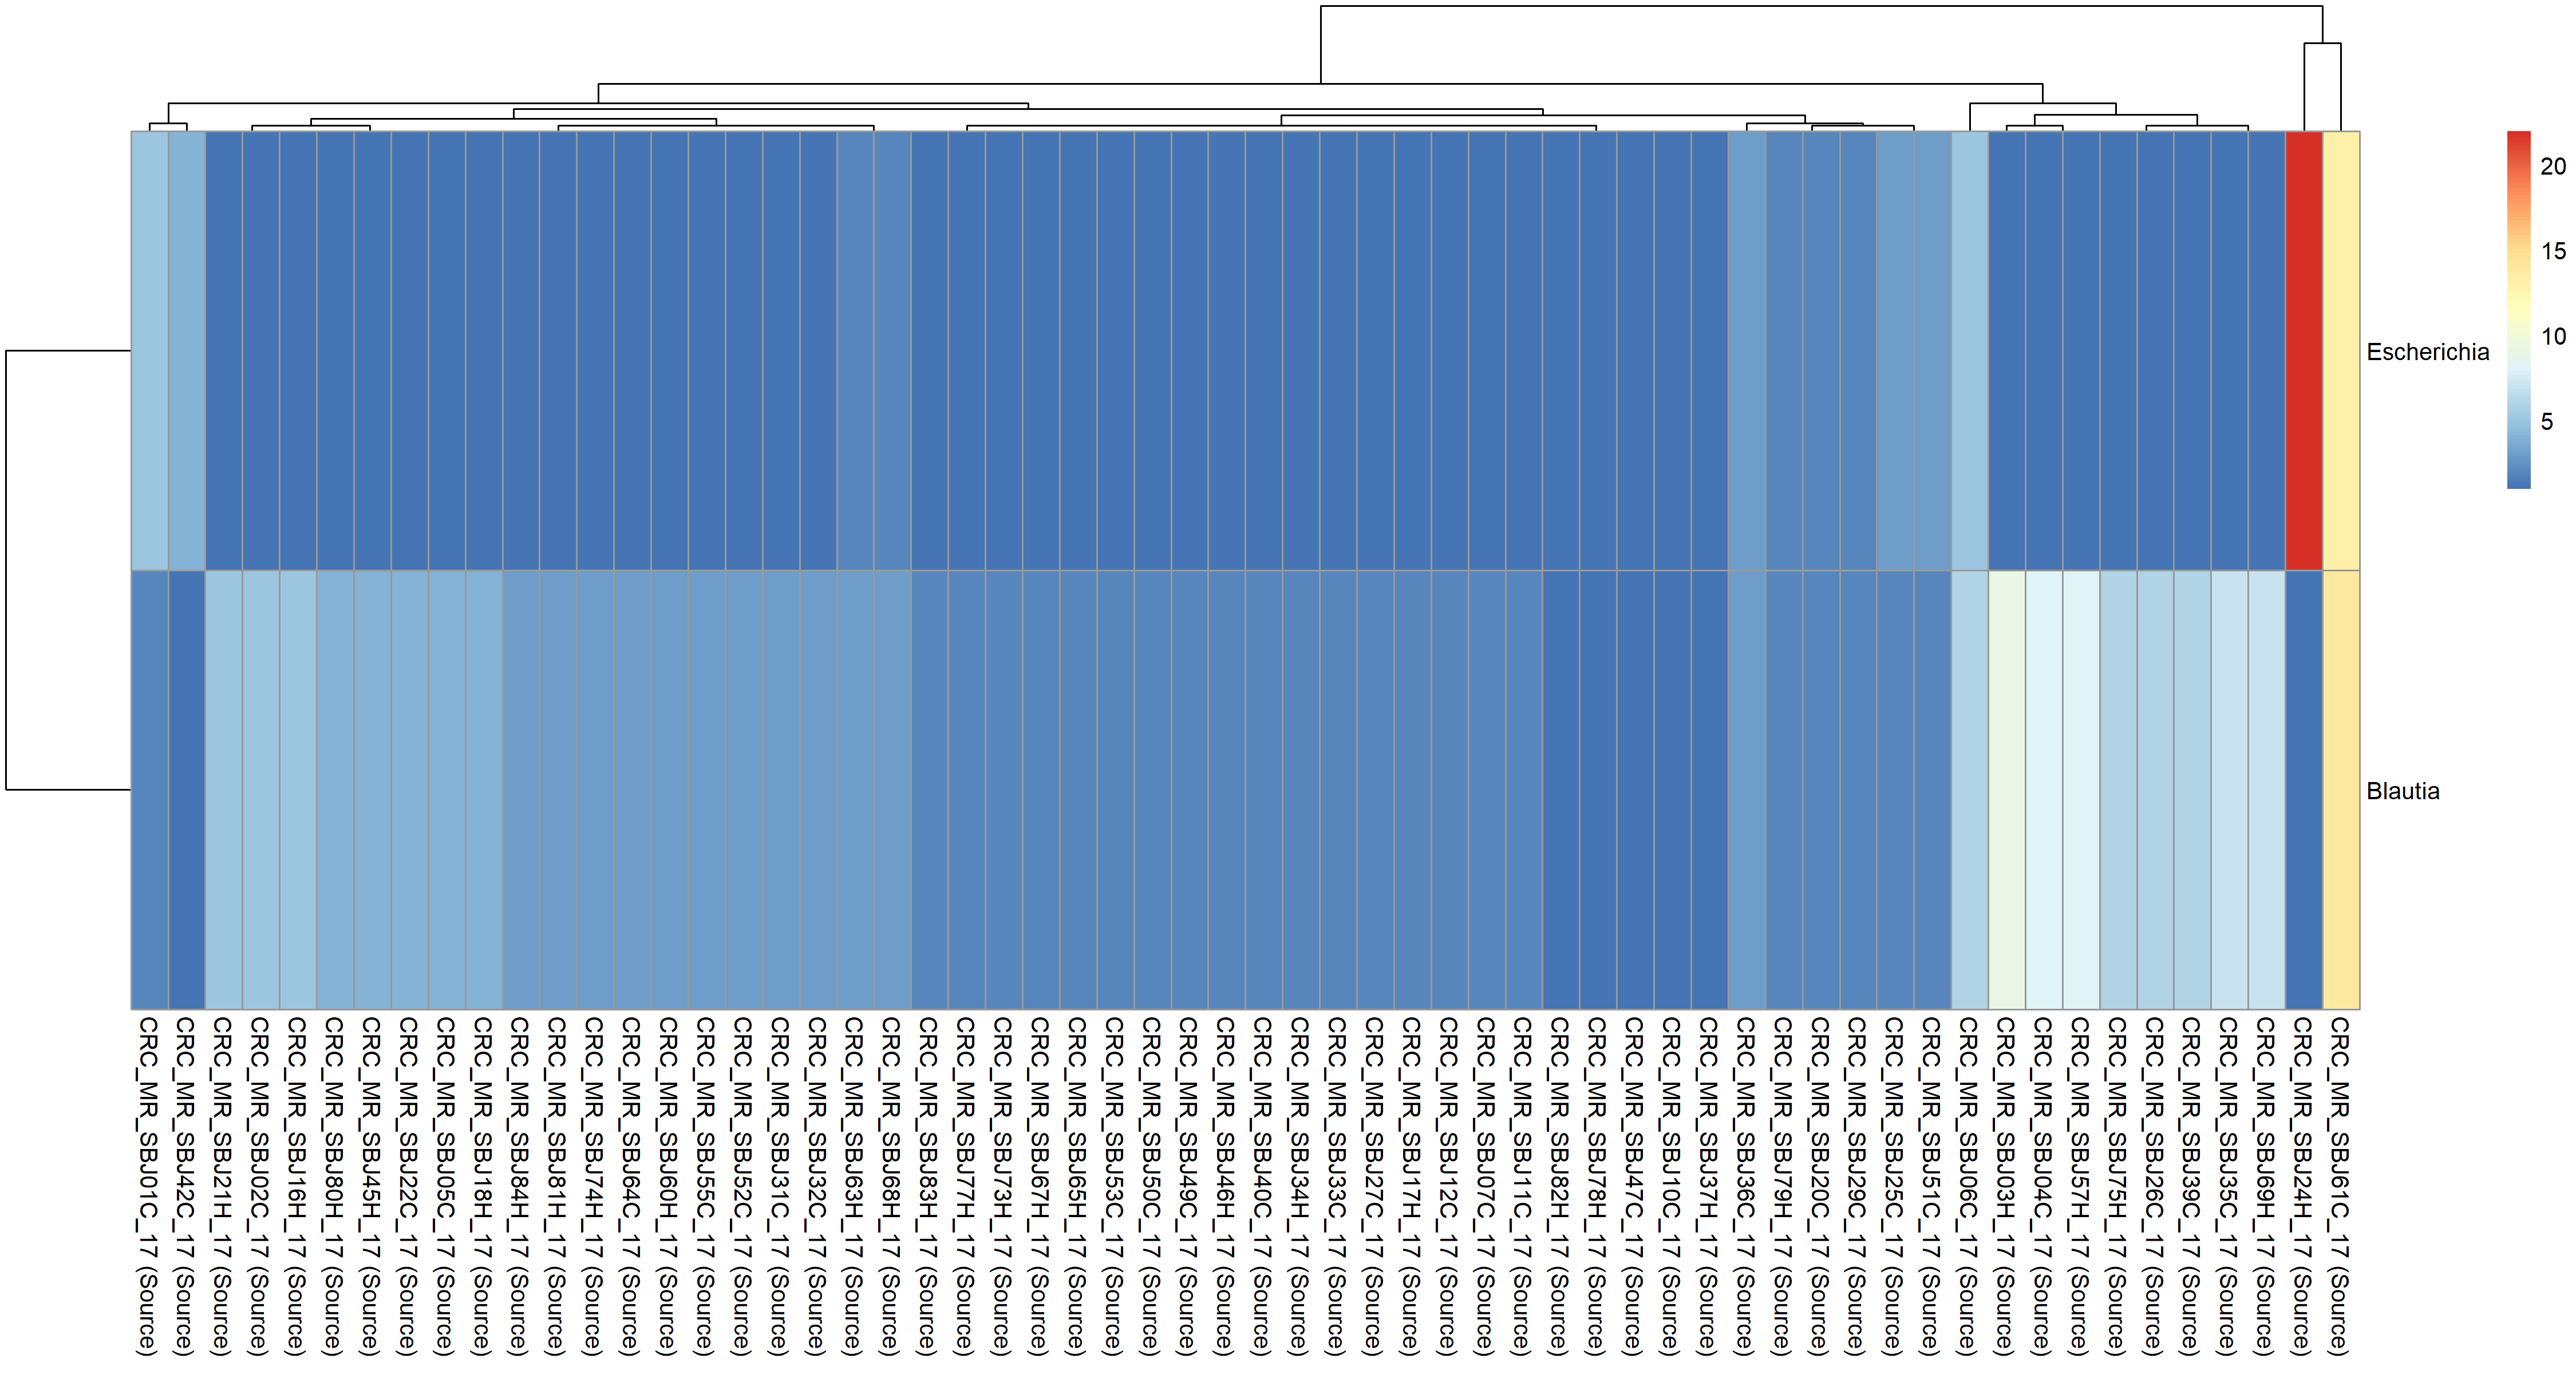 20
15
10
5
Escherichia
Blautia
CRC_MR_SBJ01C_17 (Source)
CRC_MR_SBJ42C_17 (Source)
CRC_MR_SBJ21H_17 (Source)
CRC_MR_SBJ02C_17 (Source)
CRC_MR_SBJ16H_17 (Source)
CRC_MR_SBJ80H_17 (Source)
CRC_MR_SBJ45H_17 (Source)
CRC_MR_SBJ22C_17 (Source)
CRC_MR_SBJ05C_17 (Source)
CRC_MR_SBJ18H_17 (Source)
CRC_MR_SBJ84H_17 (Source)
CRC_MR_SBJ81H_17 (Source)
CRC_MR_SBJ74H_17 (Source)
CRC_MR_SBJ64C_17 (Source)
CRC_MR_SBJ60H_17 (Source)
CRC_MR_SBJ55C_17 (Source)
CRC_MR_SBJ52C_17 (Source)
CRC_MR_SBJ31C_17 (Source)
CRC_MR_SBJ32C_17 (Source)
CRC_MR_SBJ63H_17 (Source)
CRC_MR_SBJ68H_17 (Source)
CRC_MR_SBJ83H_17 (Source)
CRC_MR_SBJ77H_17 (Source)
CRC_MR_SBJ73H_17 (Source)
CRC_MR_SBJ67H_17 (Source)
CRC_MR_SBJ65H_17 (Source)
CRC_MR_SBJ53C_17 (Source)
CRC_MR_SBJ50C_17 (Source)
CRC_MR_SBJ49C_17 (Source)
CRC_MR_SBJ46H_17 (Source)
CRC_MR_SBJ40C_17 (Source)
CRC_MR_SBJ34H_17 (Source)
CRC_MR_SBJ33C_17 (Source)
CRC_MR_SBJ27C_17 (Source)
CRC_MR_SBJ17H_17 (Source)
CRC_MR_SBJ12C_17 (Source)
CRC_MR_SBJ07C_17 (Source)
CRC_MR_SBJ11C_17 (Source)
CRC_MR_SBJ82H_17 (Source)
CRC_MR_SBJ78H_17 (Source)
CRC_MR_SBJ47C_17 (Source)
CRC_MR_SBJ10C_17 (Source)
CRC_MR_SBJ37H_17 (Source)
CRC_MR_SBJ36C_17 (Source)
CRC_MR_SBJ79H_17 (Source)
CRC_MR_SBJ20C_17 (Source)
CRC_MR_SBJ29C_17 (Source)
CRC_MR_SBJ25C_17 (Source)
CRC_MR_SBJ51C_17 (Source)
CRC_MR_SBJ06C_17 (Source)
CRC_MR_SBJ03H_17 (Source)
CRC_MR_SBJ04C_17 (Source)
CRC_MR_SBJ57H_17 (Source)
CRC_MR_SBJ75H_17 (Source)
CRC_MR_SBJ26C_17 (Source)
CRC_MR_SBJ39C_17 (Source)
CRC_MR_SBJ35C_17 (Source)
CRC_MR_SBJ69H_17 (Source)
CRC_MR_SBJ24H_17 (Source)
CRC_MR_SBJ61C_17 (Source)